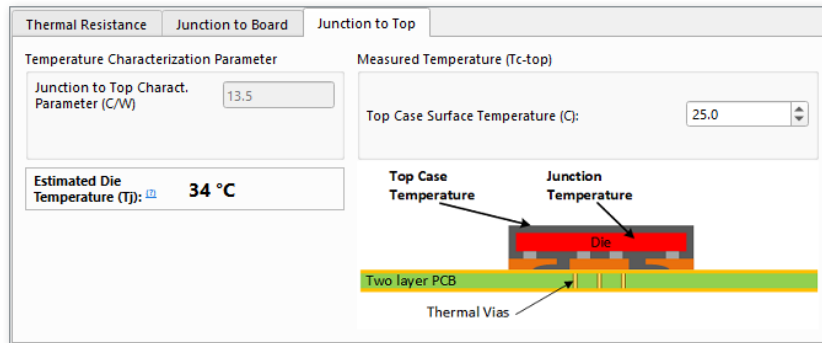 Thermal Resistance
Junction to Board
Junction to Top
Temperature Characterization Parameter
Junction to Top Charact.
Parameter (C/W)
13.5
Estimated Die
Temperature (Tj): (?)
34 °C
Measured Temperature (Tc-top)
Top Case Surface Temperature (C):
25.0
Top Case
Temperature
Junction
Temperature
Die
Two layer PCB
Thermal Vias